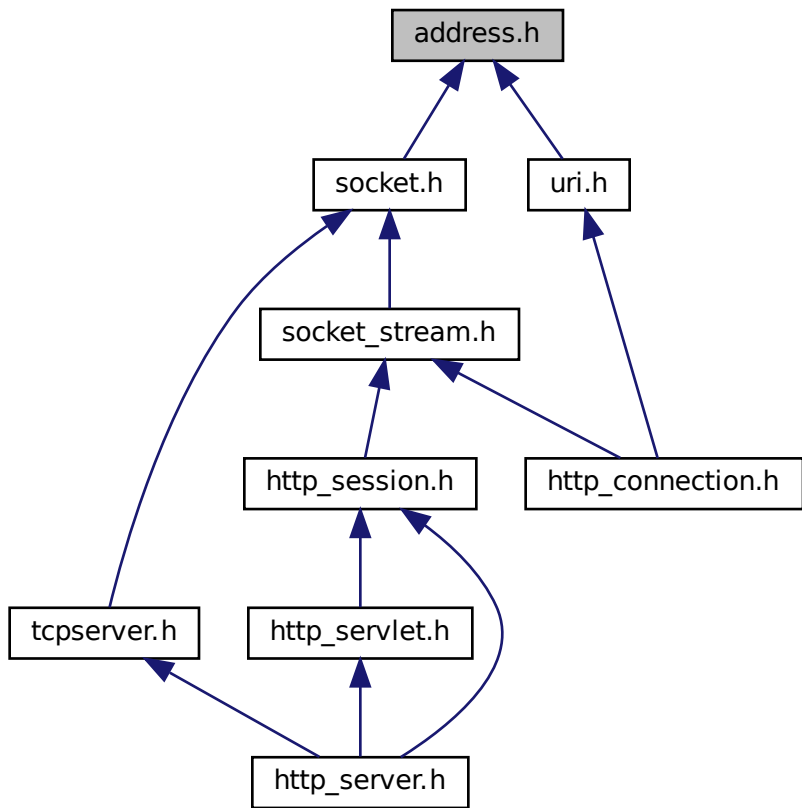 address.h
socket.h
uri.h
socket_stream.h
http_session.h
http_connection.h
tcpserver.h
http_servlet.h
http_server.h